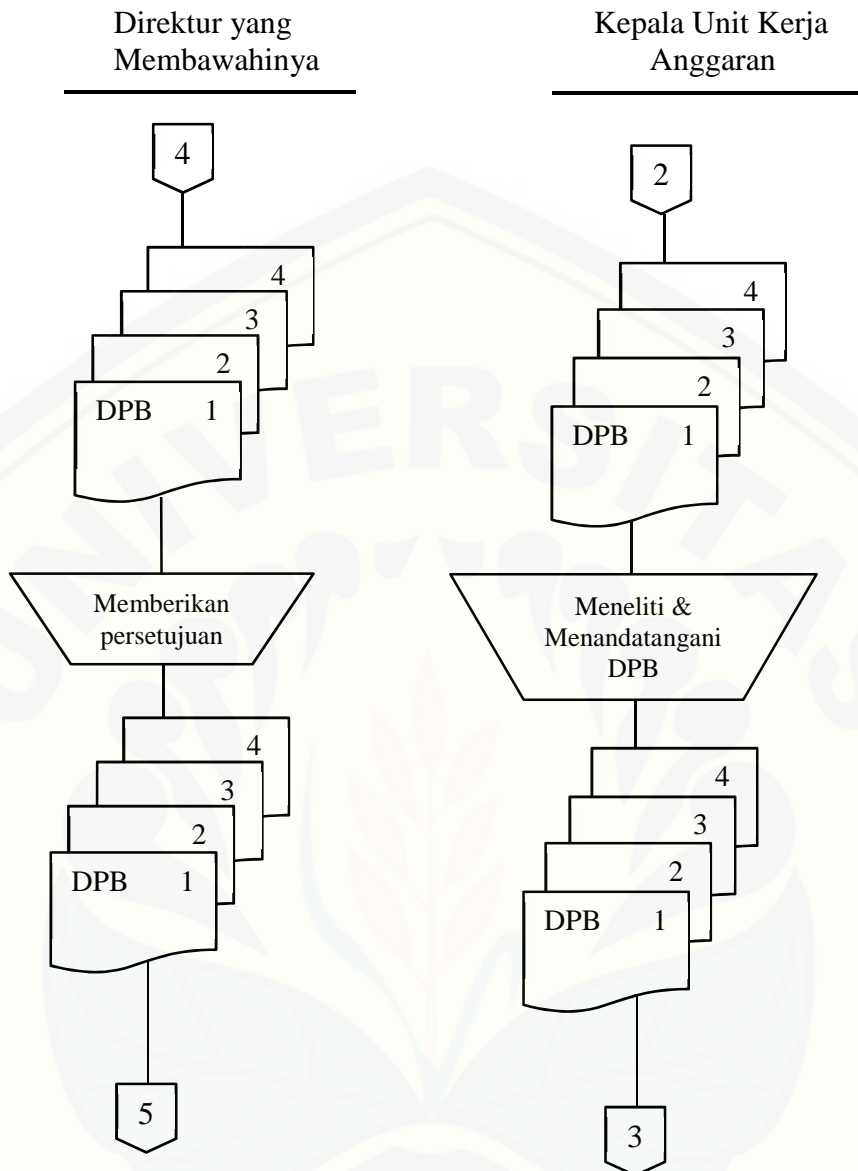 Direktur yang
Membawahinya
4
4
3
2
DPB 1
Memberikan
persetujuan
4
3
2
DPB 1
5
Kepala Unit Kerja
Anggaran
2
4
3
2
DPB 1
Meneliti &
Menandatangani
DPB
4
3
2
DPB 1
3
UNIVERSITAS